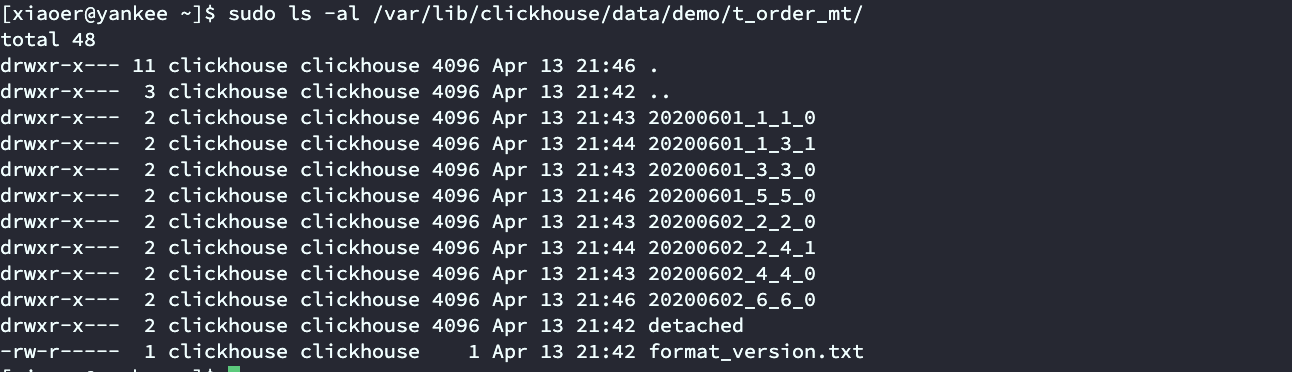 [xiaoer@yankee ~]$ sudo ls -al /var/lib/clickhouse/data/demo/t_order_mt/
total 48
drwxr-x--- 11 clickhouse clickhouse 4096 Apr 13 21:46 .
drwxr-x---  3 clickhouse clickhouse 4096 Apr 13 21:42 ..
drwxr-x---  2 clickhouse clickhouse 4096 Apr 13 21:43 20200601_1_1_0
drwxr-x---  2 clickhouse clickhouse 4096 Apr 13 21:44 20200601_1_3_1
drwxr-x---  2 clickhouse clickhouse 4096 Apr 13 21:43 20200601_3_3_0
drwxr-x---  2 clickhouse clickhouse 4096 Apr 13 21:46 20200601_5_5_0
drwxr-x---  2 clickhouse clickhouse 4096 Apr 13 21:43 20200602_2_2_0
drwxr-x---  2 clickhouse clickhouse 4096 Apr 13 21:44 20200602_2_4_1
drwxr-x---  2 clickhouse clickhouse 4096 Apr 13 21:43 20200602_4_4_0
drwxr-x---  2 clickhouse clickhouse 4096 Apr 13 21:46 20200602_6_6_0
drwxr-x---  2 clickhouse clickhouse 4096 Apr 13 21:42 detached
-rw-r-----  1 clickhouse clickhouse    1 Apr 13 21:42 format_version.txt